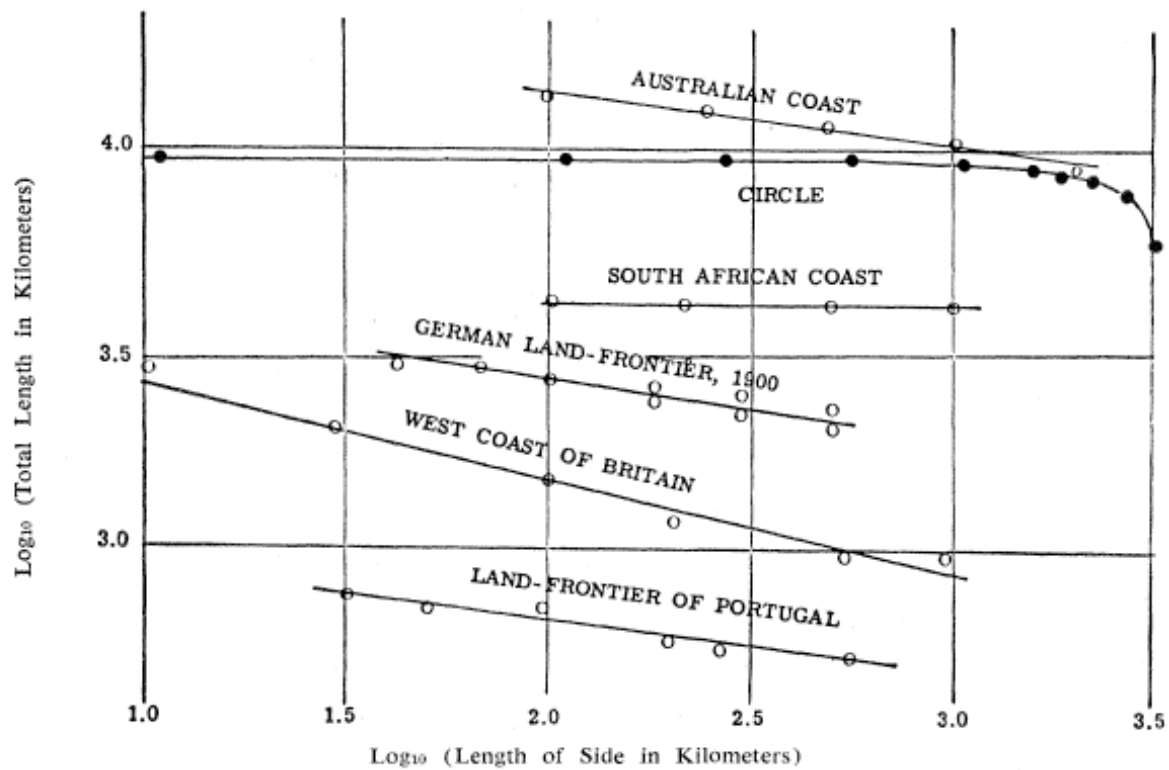 AUSTRALIAN COAST
4.0
CIRCLE
SOUTH AFRICAN COAST
GERMAN LAND-FRONTIER, 1900
3.5
WEST COAST OF BRITAIN
3.0
LAND-FRONTIER OF PORTUGAL
1.0 1.5 2.0 2.5 3.0 3.5
Log₁₀ (Length of Side in Kilometers)
Log₁₀ (Total Length in Kilometers)